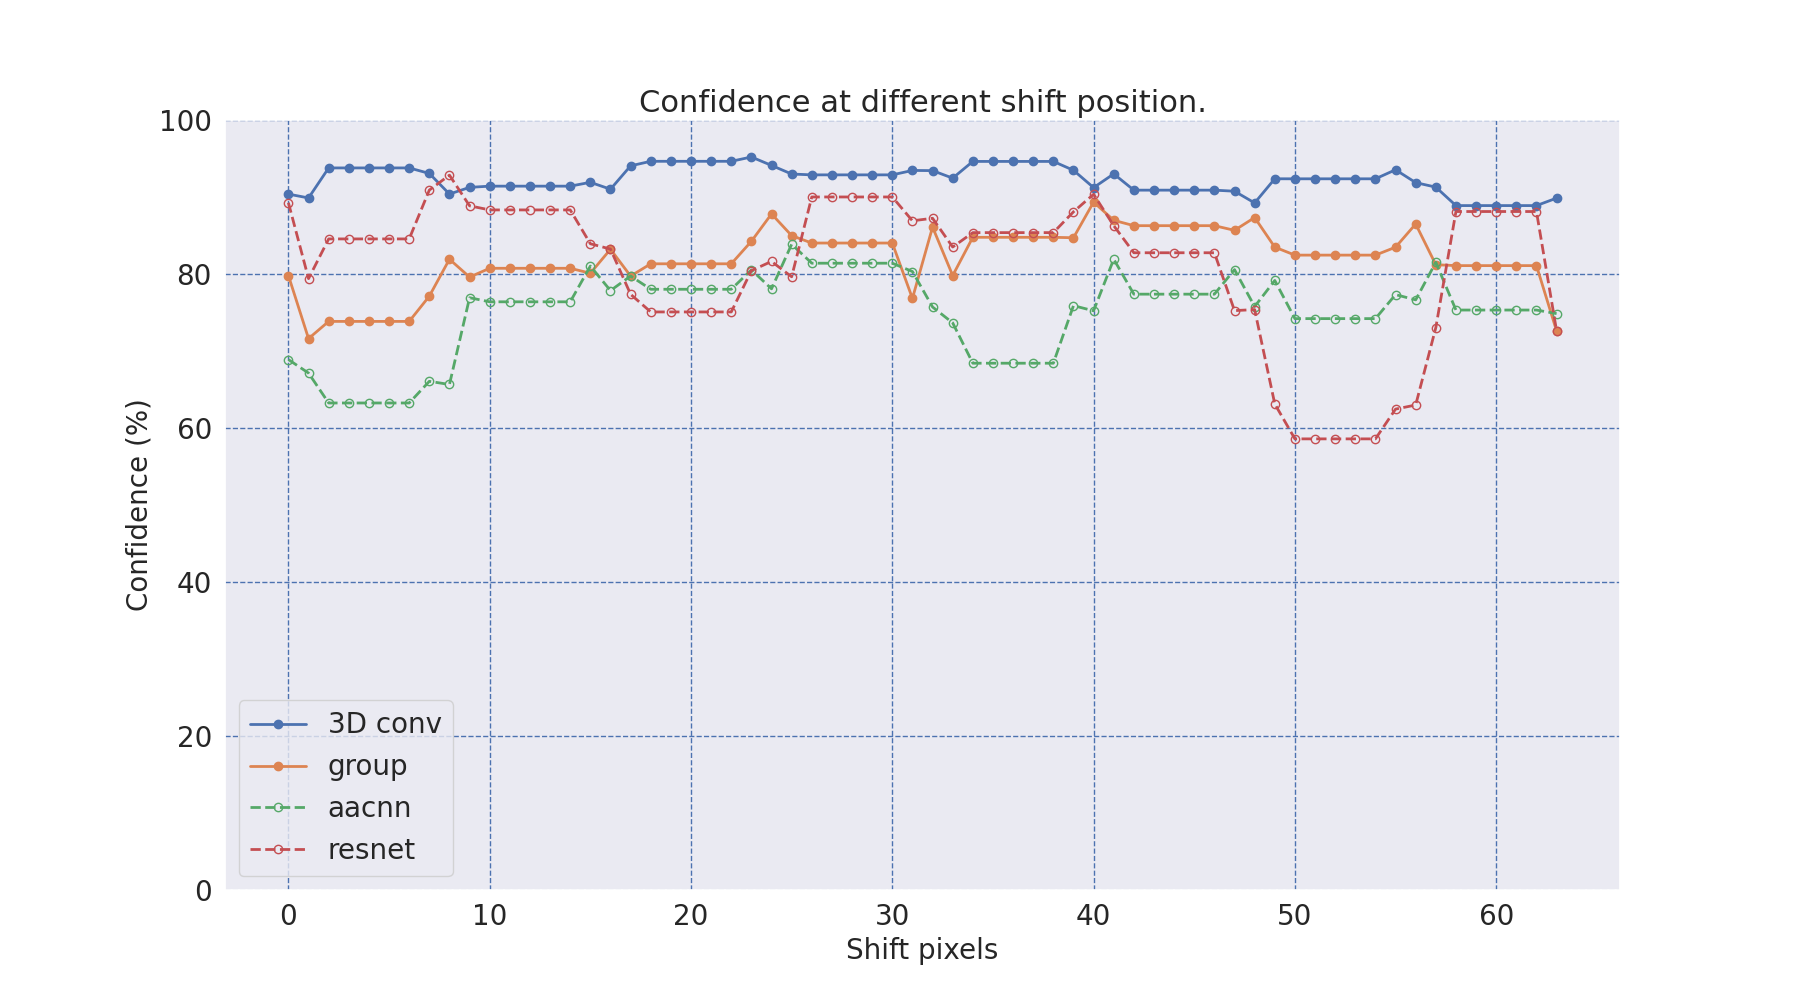 Confidence at different shift position.
100
80
60
40
20
0
Confidence (%)
3D conv
group
aacnn
resnet
0 10 20 30 40 50 60
Shift pixels